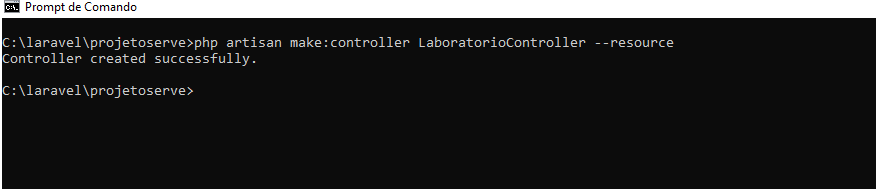 C:\. Prompt de Comando
C:\laravel\projetoserve>php artisan make:controller LaboratorioController --resource
Controller created successfully.
C:\laravel\projetoserve>